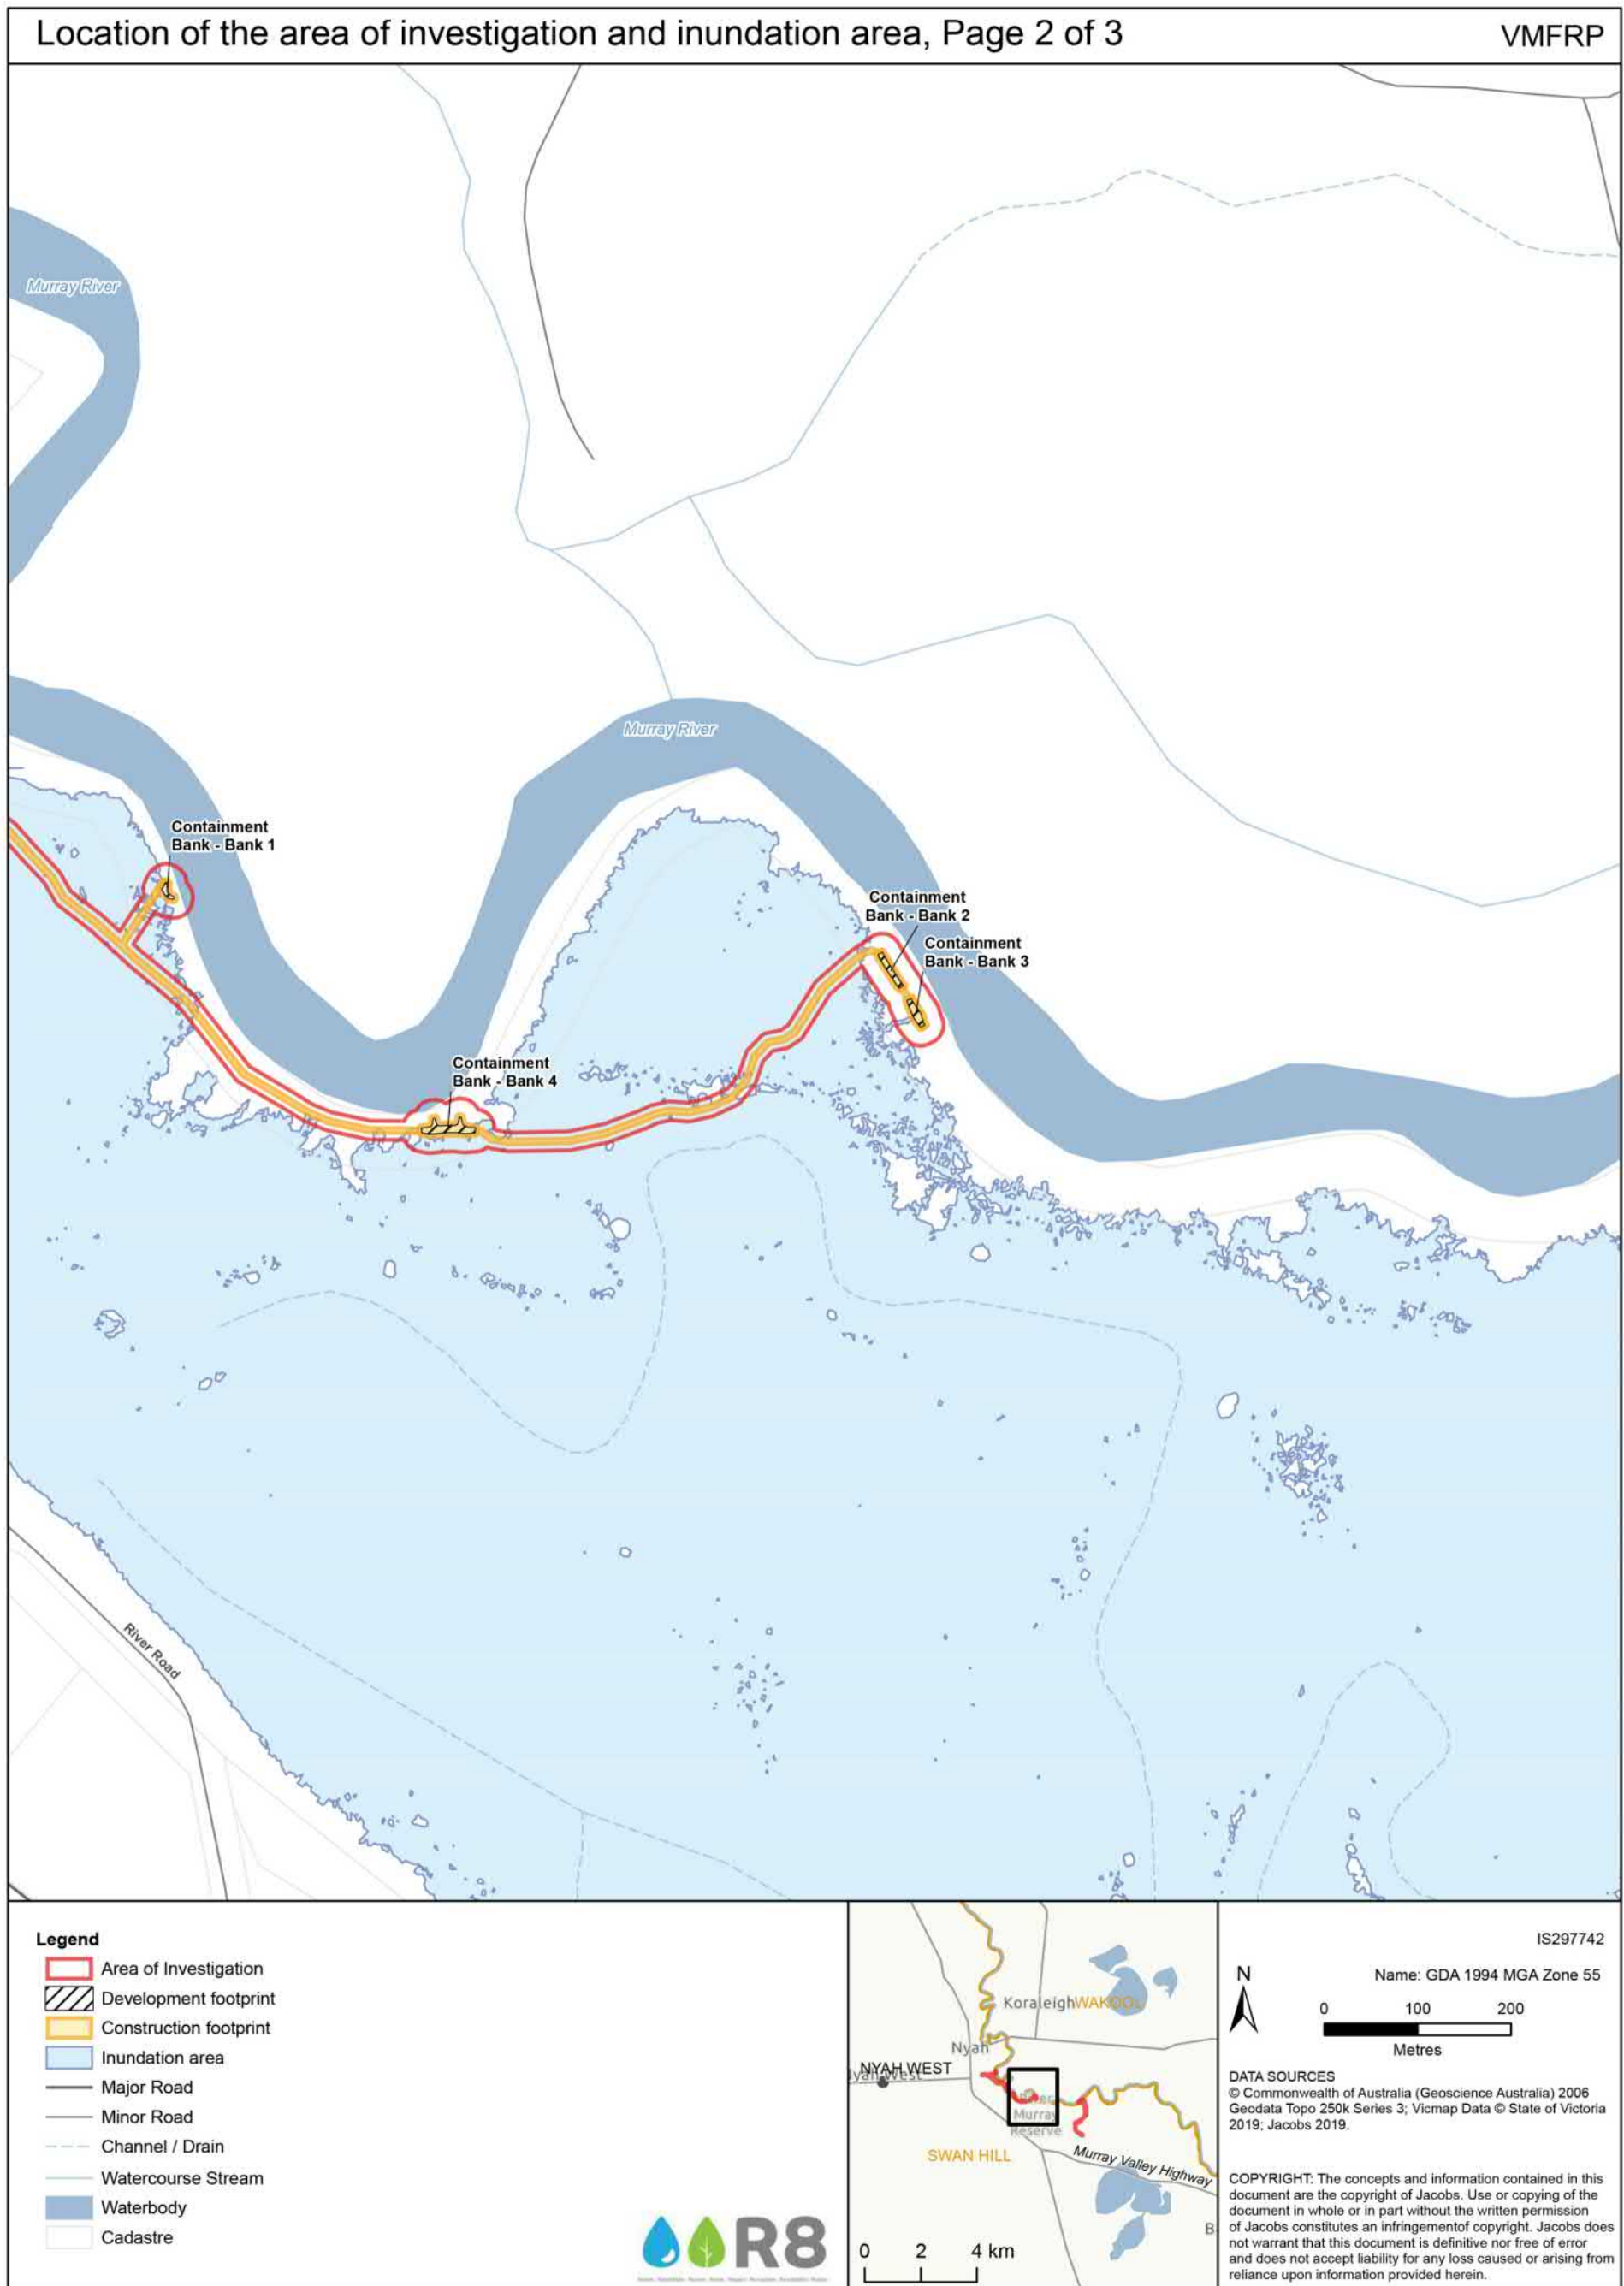 Location of the area of investigation and inundation area, Page 2 of 3
VMFRP
Murray River
Murray River
Containment
Bank - Bank 1
Containment
Bank - Bank 2
Containment
Bank - Bank 3
Containment
Bank - Bank 4
River Road
Legend
Area of Investigation
Development footprint
Construction footprint
Inundation area
Major Road
Minor Road
Channel / Drain
Watercourse Stream
Waterbody
Cadastre
R8
Koraleigh
WAKOOL
Nyah
NYAH WEST
Murray
Reserve
SWAN HILL
Murray Valley Highway
B
0 2 4 km
IS297742
N
Name: GDA 1994 MGA Zone 55
0 100 200
Metres
DATA SOURCES
© Commonwealth of Australia (Geoscience Australia) 2006
Geodata Topo 250k Series 3; Vicmap Data © State of Victoria
2019; Jacobs 2019.
COPYRIGHT: The concepts and information contained in this
document are the copyright of Jacobs. Use or copying of the
document in whole or in part without the written permission
of Jacobs constitutes an infringementof copyright. Jacobs does
not warrant that this document is definitive nor free of error
and does not accept liability for any loss caused or arising from
reliance upon information provided herein.